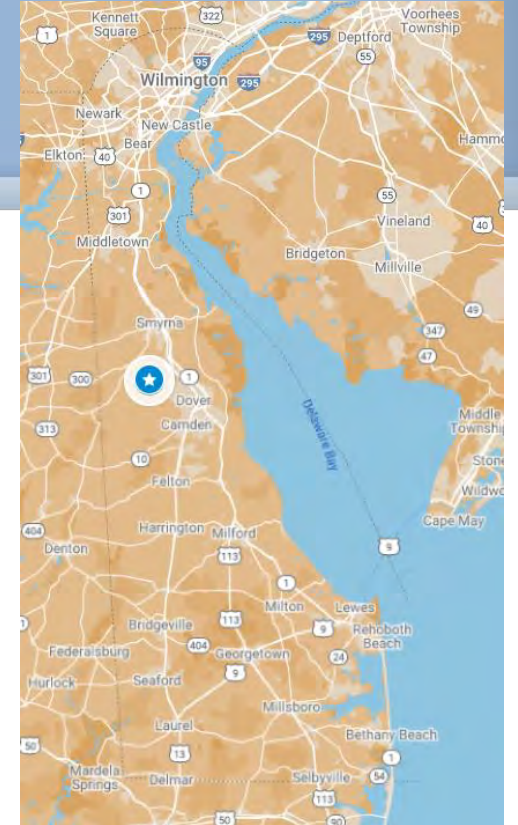 Kennett
Square
322
Voorhees
Township
1
295
Deptford
95
55
Wilmington
295
Newark
New Castle
Elkton
40
Bear
1
55
301
Vineland
40
Middletown
Bridgeton
Millville
49
Smyrna
347
47
301
300
1
Dover
Camden
Delaware Bay
Middle
Township
313
10
Felton
Cape May
404
Harrington
Milford
9
Denton
113
1
Milton
Lewes
Bridgeville
113
9
Rehoboth
Beach
Federalsburg
404
Georgetown
24
9
Hurlock
Seaford
Millsboro
Laurel
Bethany Beach
50
13
1
Mardela
Springs
Delmar
Selbyville
54
113
50
90